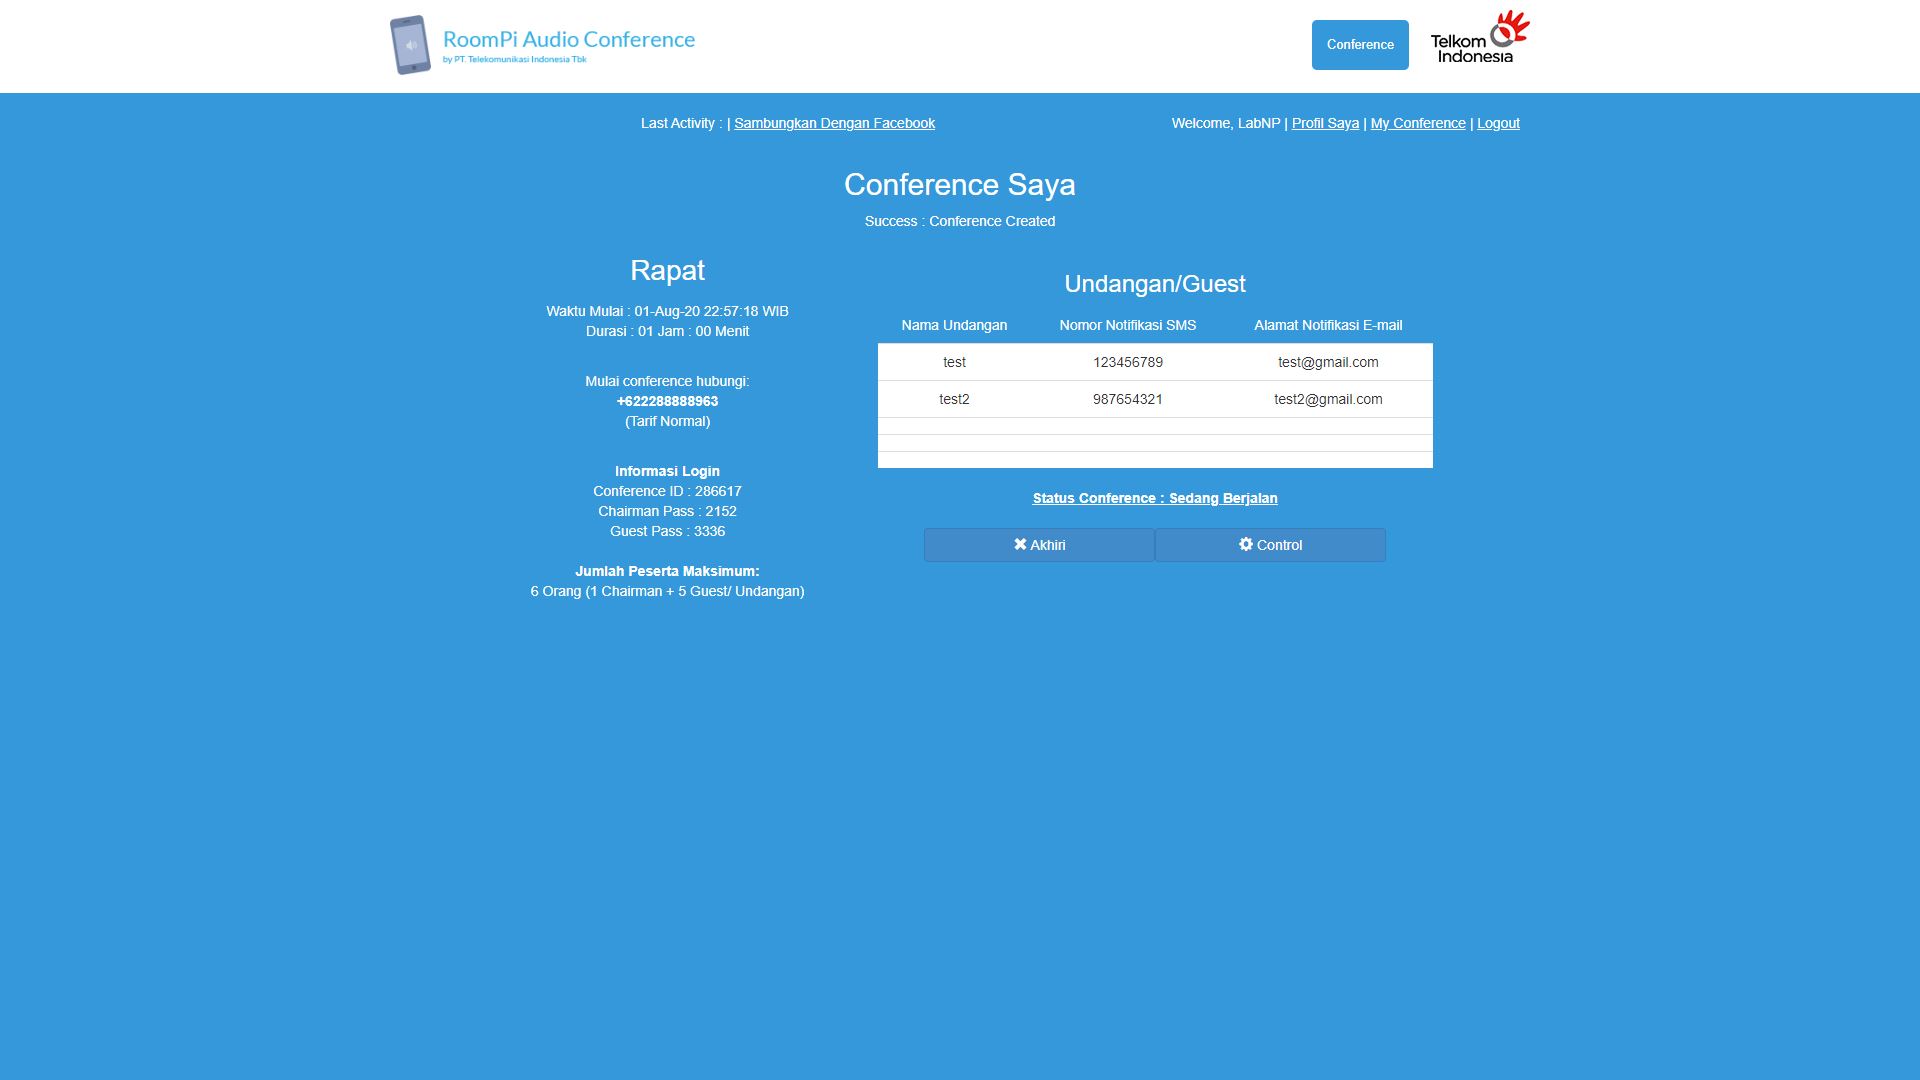 RoomPi Audio Conference
by PT. Telekomunikasi Indonesia Tbk
Conference
Telkom
Indonesia
Last Activity : | Sambungkan Dengan Facebook
Welcome, LabNP | Profil Saya | My Conference | Logout
Conference Saya
Success : Conference Created
Rapat
Waktu Mulai : 01-Aug-20 22:57:18 WIB
Durasi : 01 Jam : 00 Menit
Mulai conference hubungi:
+622288888963
(Tarif Normal)
Informasi Login
Conference ID : 286617
Chairman Pass : 2152
Guest Pass : 3336
Jumlah Peserta Maksimum:
6 Orang (1 Chairman + 5 Guest/ Undangan)
Undangan/Guest
Nama Undangan Nomor Notifikasi SMS Alamat Notifikasi E-mail
test 123456789 test@gmail.com
test2 987654321 test2@gmail.com
Status Conference : Sedang Berjalan
Akhiri Control